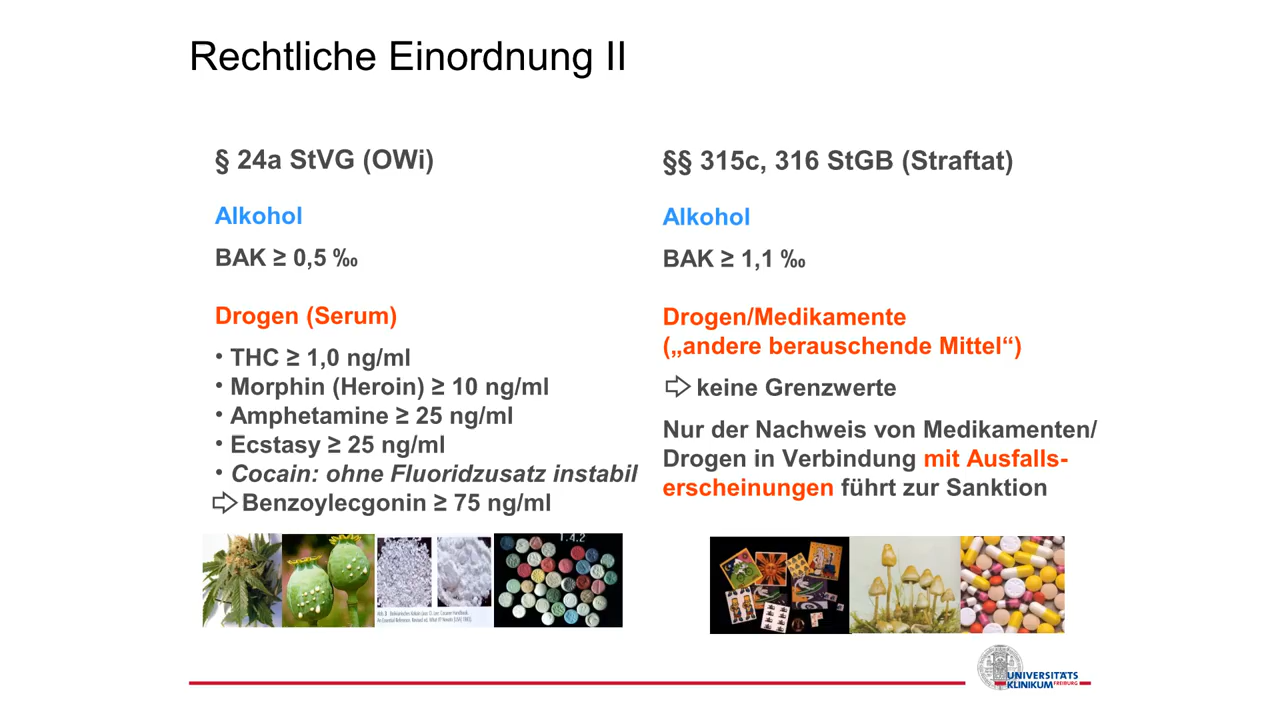 Rechtliche Einordnung II
§ 24a StVG (OWi)
Alkohol
BAK ≥ 0,5 ‰
Drogen (Serum)
• THC ≥ 1,0 ng/ml
• Morphin (Heroin) ≥ 10 ng/ml
• Amphetamine ≥ 25 ng/ml
• Ecstasy ≥ 25 ng/ml
• Cocain: ohne Fluoridzusatz instabil
⇨ Benzoylecgonin ≥ 75 ng/ml
§§ 315c, 316 StGB (Straftat)
Alkohol
BAK ≥ 1,1 ‰
Drogen/Medikamente
(„andere berauschende Mittel“)
⇨ keine Grenzwerte
Nur der Nachweis von Medikamenten/
Drogen in Verbindung mit Ausfalls-
erscheinungen führt zur Sanktion
1.4.2
UNIVERSITÄTS
KLINIKUM FREIBURG